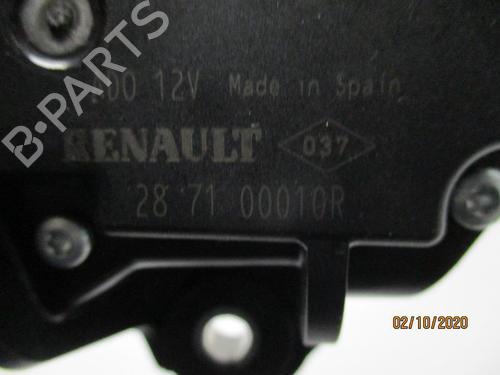 B-PARTS
12V Made in Spain
RENAULT 037
28 71 00010R
02/10/2020